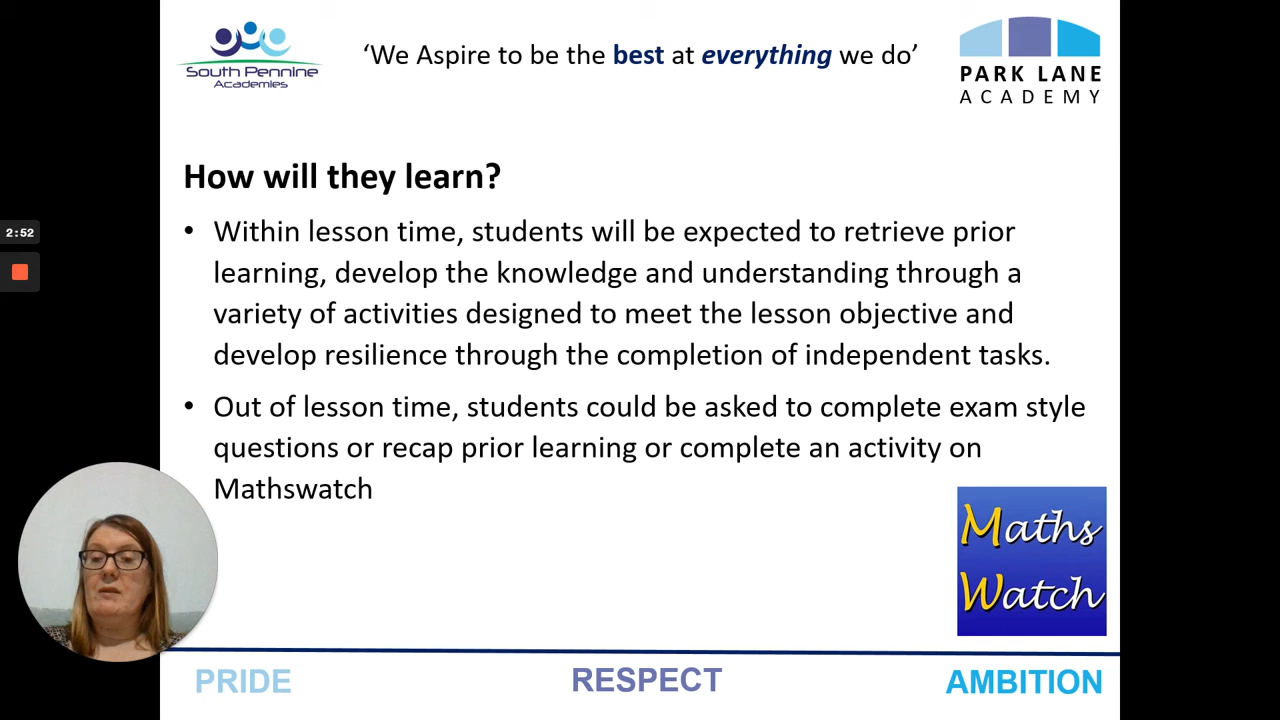 South Pennine
Academies
‘We Aspire to be the best at everything we do’
PARK LANE
ACADEMY
How will they learn?
2:52
• Within lesson time, students will be expected to retrieve prior
learning, develop the knowledge and understanding through a
variety of activities designed to meet the lesson objective and
develop resilience through the completion of independent tasks.
• Out of lesson time, students could be asked to complete exam style
questions or recap prior learning or complete an activity on
Mathswatch
Maths
Watch
PRIDE
RESPECT
AMBITION